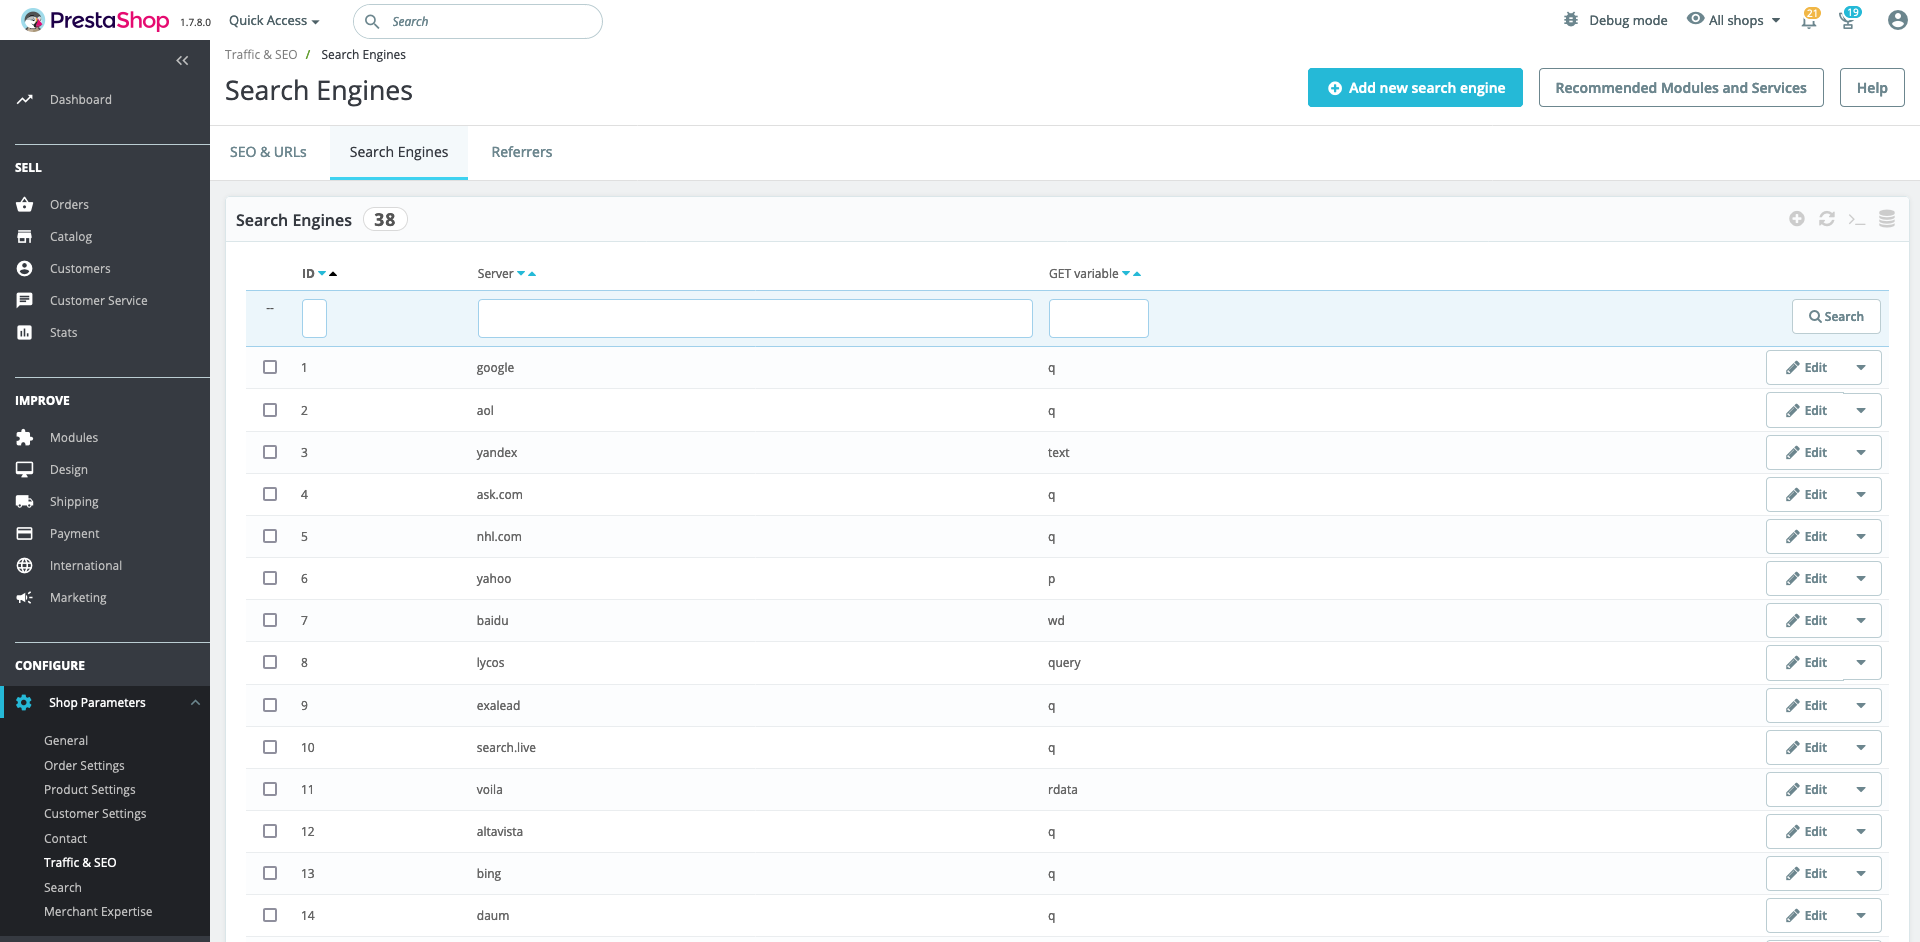 PrestaShop 1.7.8.0 Quick Access Search Debug mode All shops 21 19
Traffic & SEO / Search Engines
Search Engines
Add new search engine Recommended Modules and Services Help
SEO & URLs Search Engines Referrers
Dashboard
SELL
Orders
Catalog
Customers
Customer Service
Stats
IMPROVE
Modules
Design
Shipping
Payment
International
Marketing
CONFIGURE
Shop Parameters
General
Order Settings
Product Settings
Customer Settings
Contact
Traffic & SEO
Search
Merchant Expertise
Search Engines 38
ID Server GET variable
-- Search
1 google q Edit
2 aol q Edit
3 yandex text Edit
4 ask.com q Edit
5 nhl.com q Edit
6 yahoo p Edit
7 baidu wd Edit
8 lycos query Edit
9 exalead q Edit
10 search.live q Edit
11 voila rdata Edit
12 altavista q Edit
13 bing q Edit
14 daum q Edit